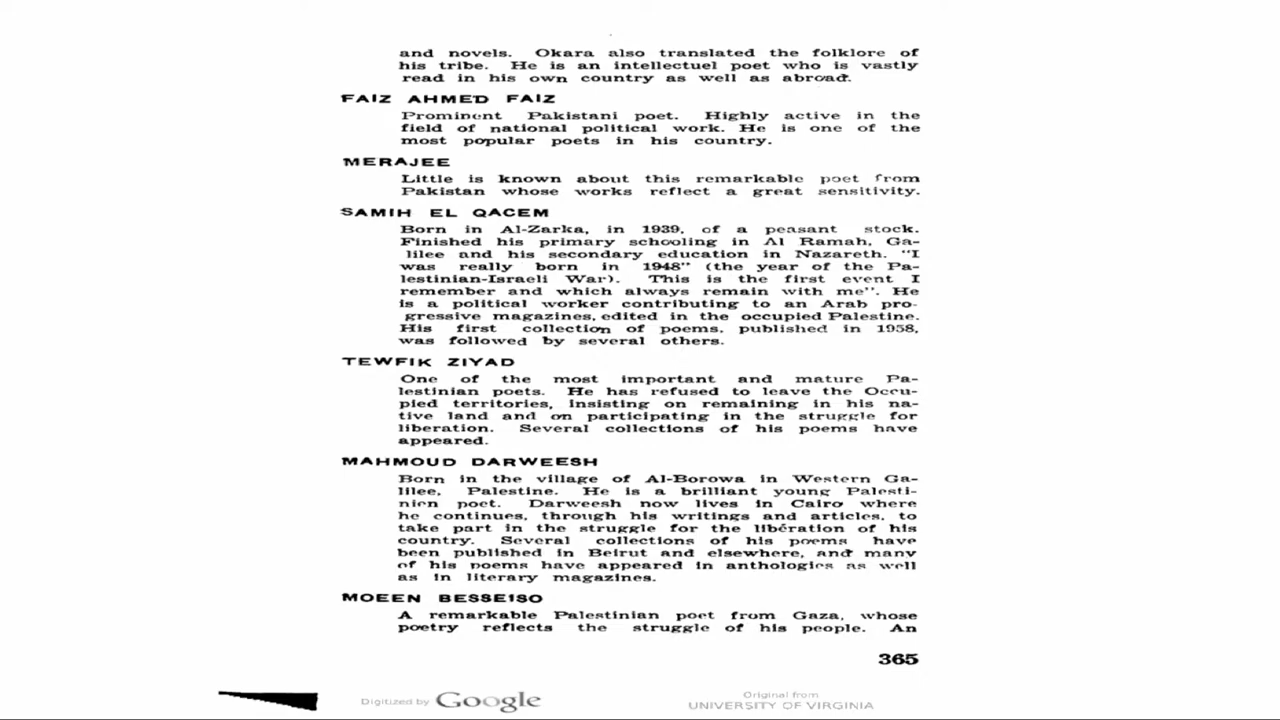 and novels. Okara also translated the folklore of
his tribe. He is an intellectuel poet who is vastly
read in his own country as well as abroad.
FAIZ AHMED FAIZ
Prominent Pakistani poet. Highly active in the
field of national political work. He is one of the
most popular poets in his country.
MERAJEE
Little is known about this remarkable poet from
Pakistan whose works reflect a great sensitivity.
SAMIH EL QACEM
Born in Al-Zarka, in 1939, of a peasant stock.
Finished his primary schooling in Al Ramah, Ga-
lilee and his secondary education in Nazareth. "I
was really born in 1948" (the year of the Pa-
lestinian-Israeli War). This is the first event I
remember and which always remain with me". He
is a political worker contributing to an Arab pro-
gressive magazines, edited in the occupied Palestine.
His first collection of poems, published in 1958,
was followed by several others.
TEWFIK ZIYAD
One of the most important and mature Pa-
lestinian poets. He has refused to leave the Occu-
pied territories, insisting on remaining in his na-
tive land and on participating in the struggle for
liberation. Several collections of his poems have
appeared.
MAHMOUD DARWEESH
Born in the village of Al-Borowa in Western Ga-
lilee, Palestine. He is a brilliant young Palesti-
nien poet. Darweesh now lives in Cairo where
he continues, through his writings and articles, to
take part in the struggle for the libération of his
country. Several collections of his poems have
been published in Beirut and elsewhere, and many
of his poems have appeared in anthologies as well
as in literary magazines.
MOEEN BESSEISO
A remarkable Palestinian poet from Gaza, whose
poetry reflects the struggle of his people. An
365
Digitized by Google
Original from
UNIVERSITY OF VIRGINIA